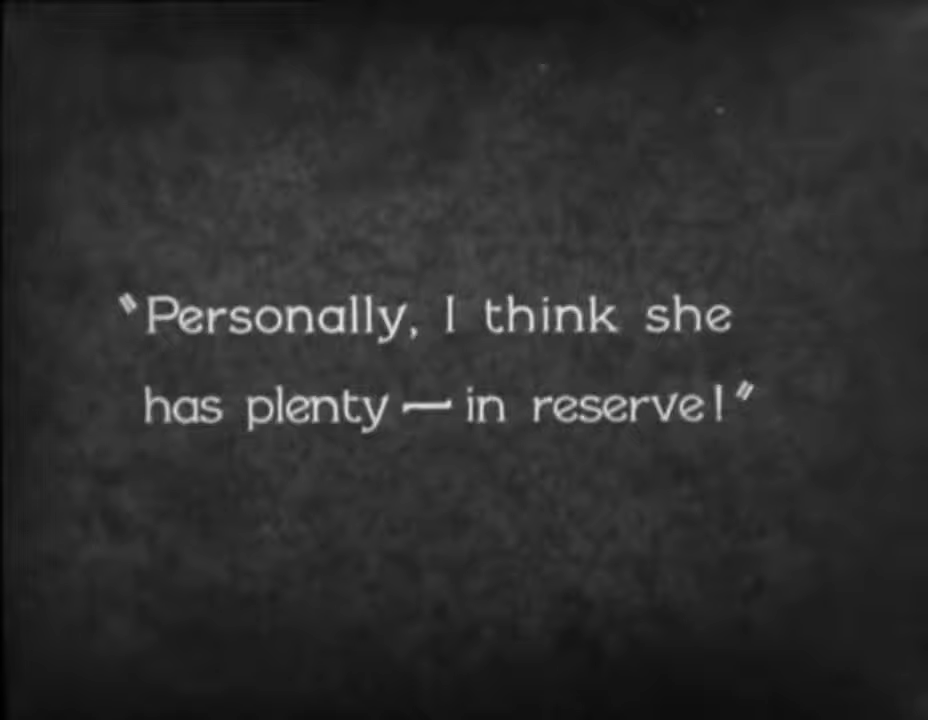 "Personally, I think she
has plenty — in reserve!"